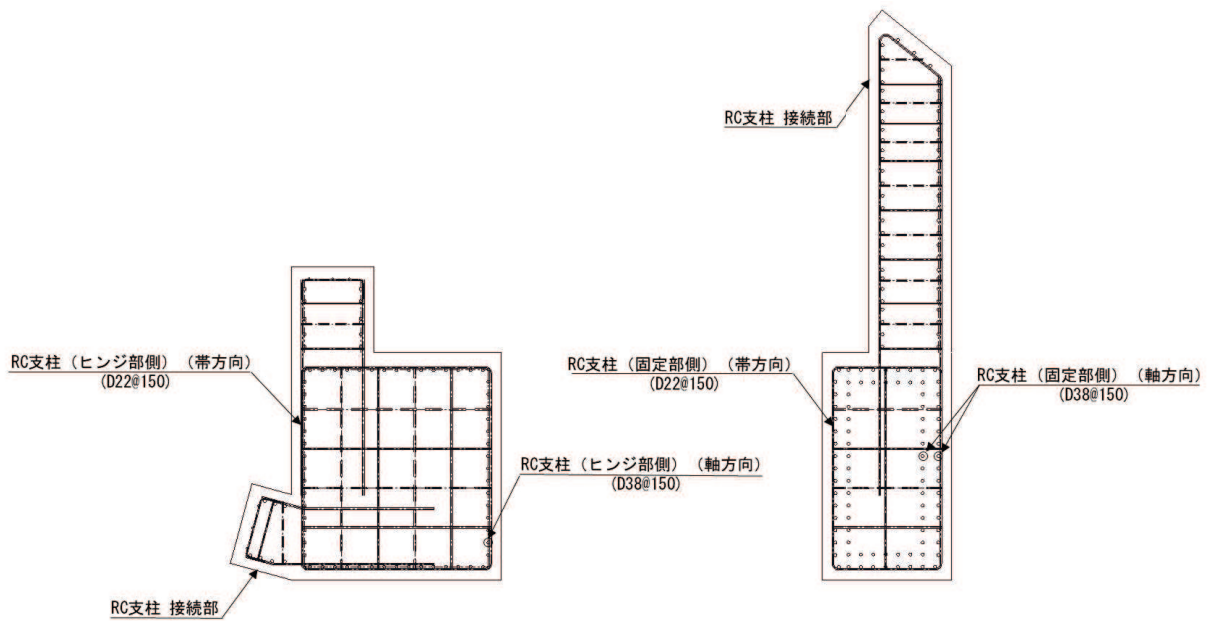 RC支柱 接続部
RC支柱（ヒンジ部側）（帯方向）
(D22@150)
RC支柱（固定部側）（帯方向）
(D22@150)
RC支柱（固定部側）（軸方向）
(D38@150)
RC支柱（ヒンジ部側）（軸方向）
(D38@150)
RC支柱 接続部